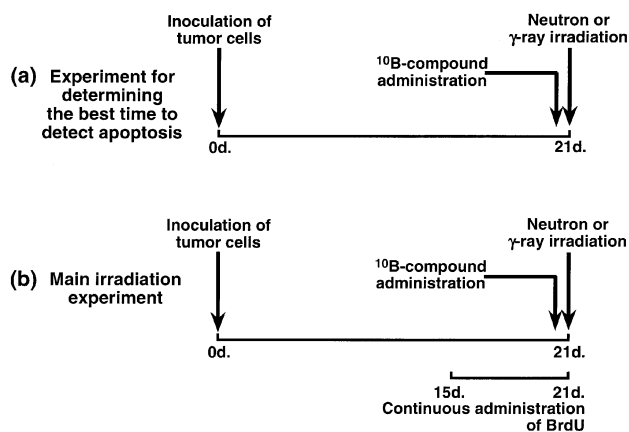 Inoculation of
tumor cells
Neutron or
γ-ray irradiation
¹⁰B-compound
administration
(a) Experiment for
determining
the best time to
detect apoptosis
0d.
21d.
Inoculation of
tumor cells
Neutron or
γ-ray irradiation
¹⁰B-compound
administration
(b) Main irradiation
experiment
0d.
21d.
15d.
21d.
Continuous administration
of BrdU